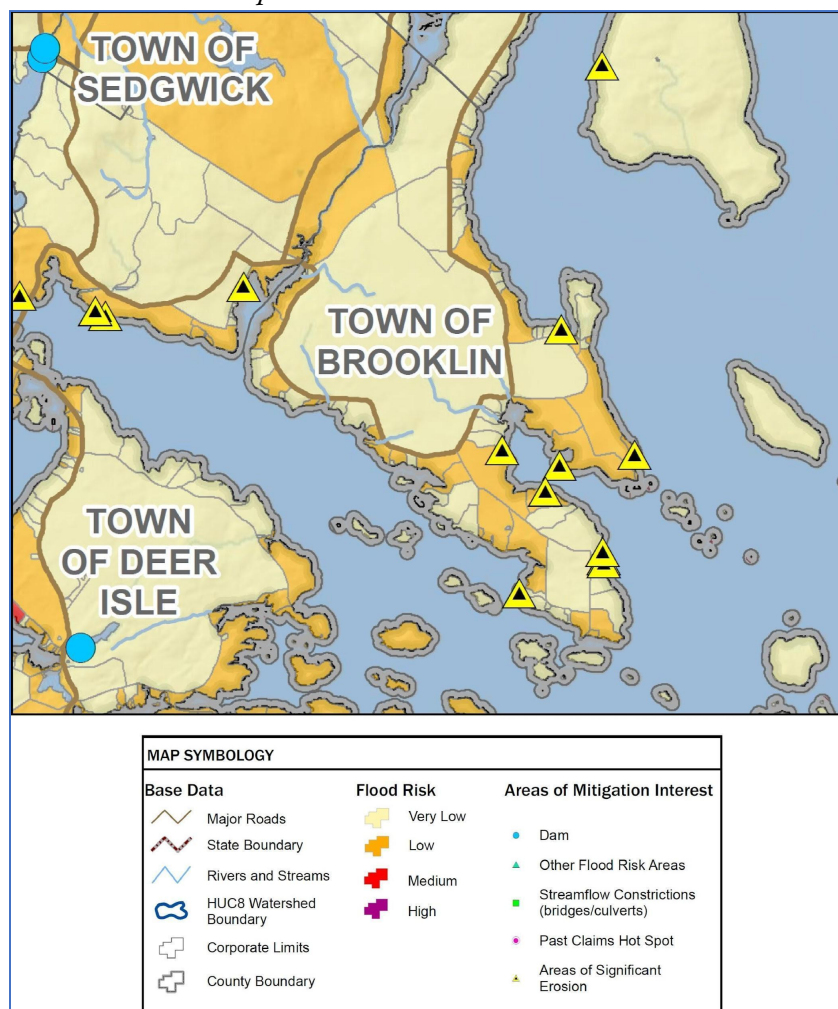 TOWN OF
SEDGWICK
TOWN OF
BROOKLIN
TOWN
OF DEER
ISLE
MAP SYMBOLOGY
Base Data
Major Roads
State Boundary
Rivers and Streams
HUC8 Watershed
Boundary
Corporate Limits
County Boundary
Flood Risk
Very Low
Low
Medium
High
Areas of Mitigation Interest
Dam
Other Flood Risk Areas
Streamflow Constrictions
(bridges/culverts)
Past Claims Hot Spot
Areas of Significant
Erosion